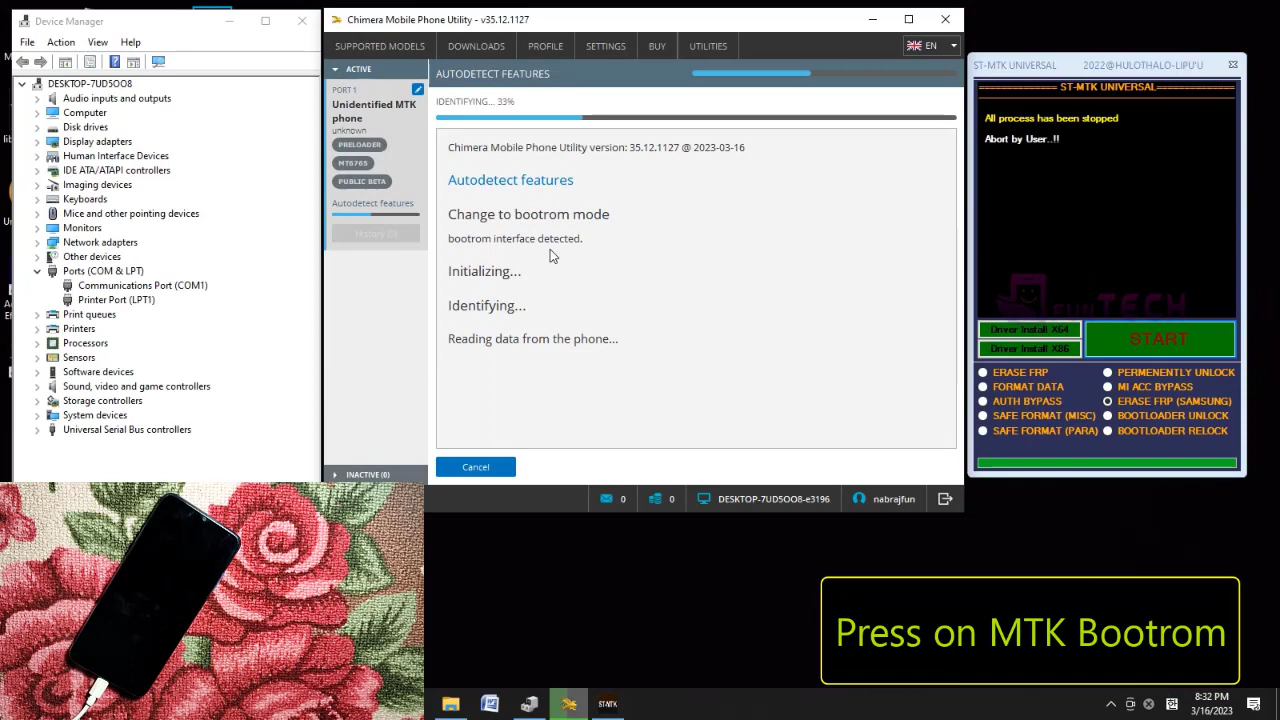 Device Manager
File Action View Help
DESKTOP-7UD5OO8
Audio inputs and outputs
Computer
Disk drives
Display adapters
Human Interface Devices
IDE ATA/ATAPI controllers
Imaging devices
Keyboards
Mice and other pointing devices
Monitors
Network adapters
Other devices
Ports (COM & LPT)
Communications Port (COM1)
Printer Port (LPT1)
Print queues
Printers
Processors
Sensors
Software devices
Sound, video and game controllers
Storage controllers
System devices
Universal Serial Bus controllers
Chimera Mobile Phone Utility - v35.12.1127
SUPPORTED MODELS DOWNLOADS PROFILE SETTINGS BUY UTILITIES EN
ACTIVE
PORT 1
Unidentified MTK
phone
unknown
PRELOADER
MT6765
PUBLIC BETA
Autodetect features
History (0)
INACTIVE (0)
AUTODETECT FEATURES
IDENTIFYING... 33%
Chimera Mobile Phone Utility version: 35.12.1127 @ 2023-03-16
Autodetect features
Change to bootrom mode
bootrom interface detected.
Initializing...
Identifying...
Reading data from the phone...
Cancel
0 0 DESKTOP-7UD5OO8-e3196 nabrajfun
ST-MTK UNIVERSAL 2022@HULOTHALO-LIPU'U
============== ST-MTK UNIVERSAL==============
All process has been stopped
Abort by User..!!
Driver Install X64
Driver Install X86
START
ERASE FRP PERMENENTLY UNLOCK
FORMAT DATA MI ACC BYPASS
AUTH BYPASS ERASE FRP (SAMSUNG)
SAFE FORMAT (MISC) BOOTLOADER UNLOCK
SAFE FORMAT (PARA) BOOTLOADER RELOCK
Press on MTK Bootrom
8:32 PM
3/16/2023